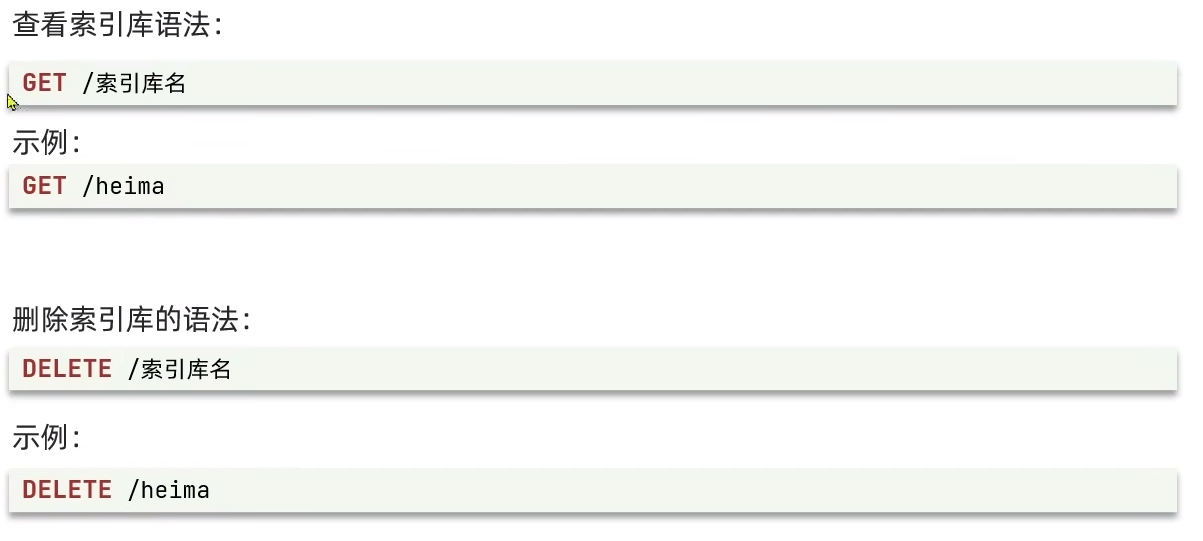 查看索引库语法：
GET /索引库名
示例：
GET /heima
删除索引库的语法：
DELETE /索引库名
示例：
DELETE /heima